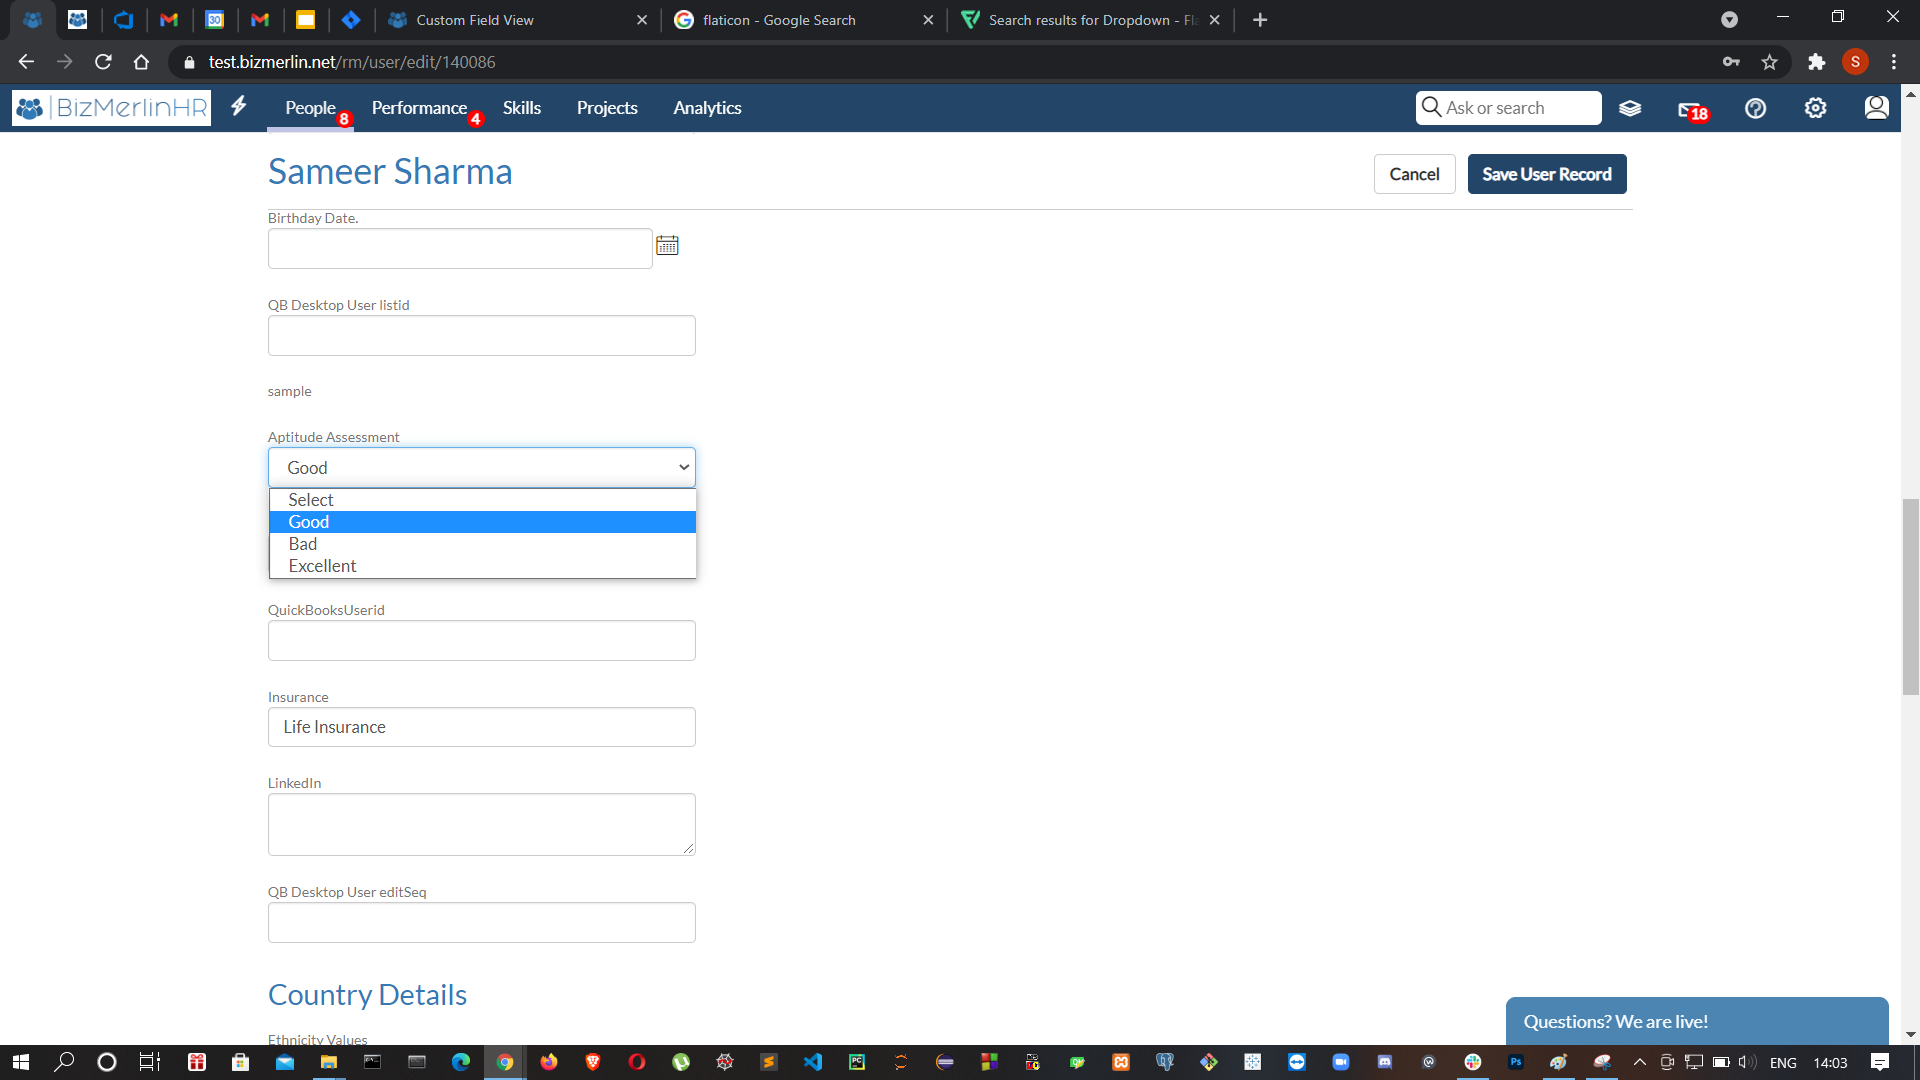 Custom Field View
flaticon - Google Search
Search results for Dropdown - Fla
test.bizmerlin.net/rm/user/edit/140086
S
BizMerlinHR
People
8
Performance
4
Skills
Projects
Analytics
Ask or search
18
Sameer Sharma
Cancel
Save User Record
Birthday Date.
QB Desktop User listid
sample
Aptitude Assessment
Good
Select
Good
Bad
Excellent
QuickBooksUserid
Insurance
Life Insurance
LinkedIn
QB Desktop User editSeq
Country Details
Ethnicity Values
Questions? We are live!
ENG
14:03